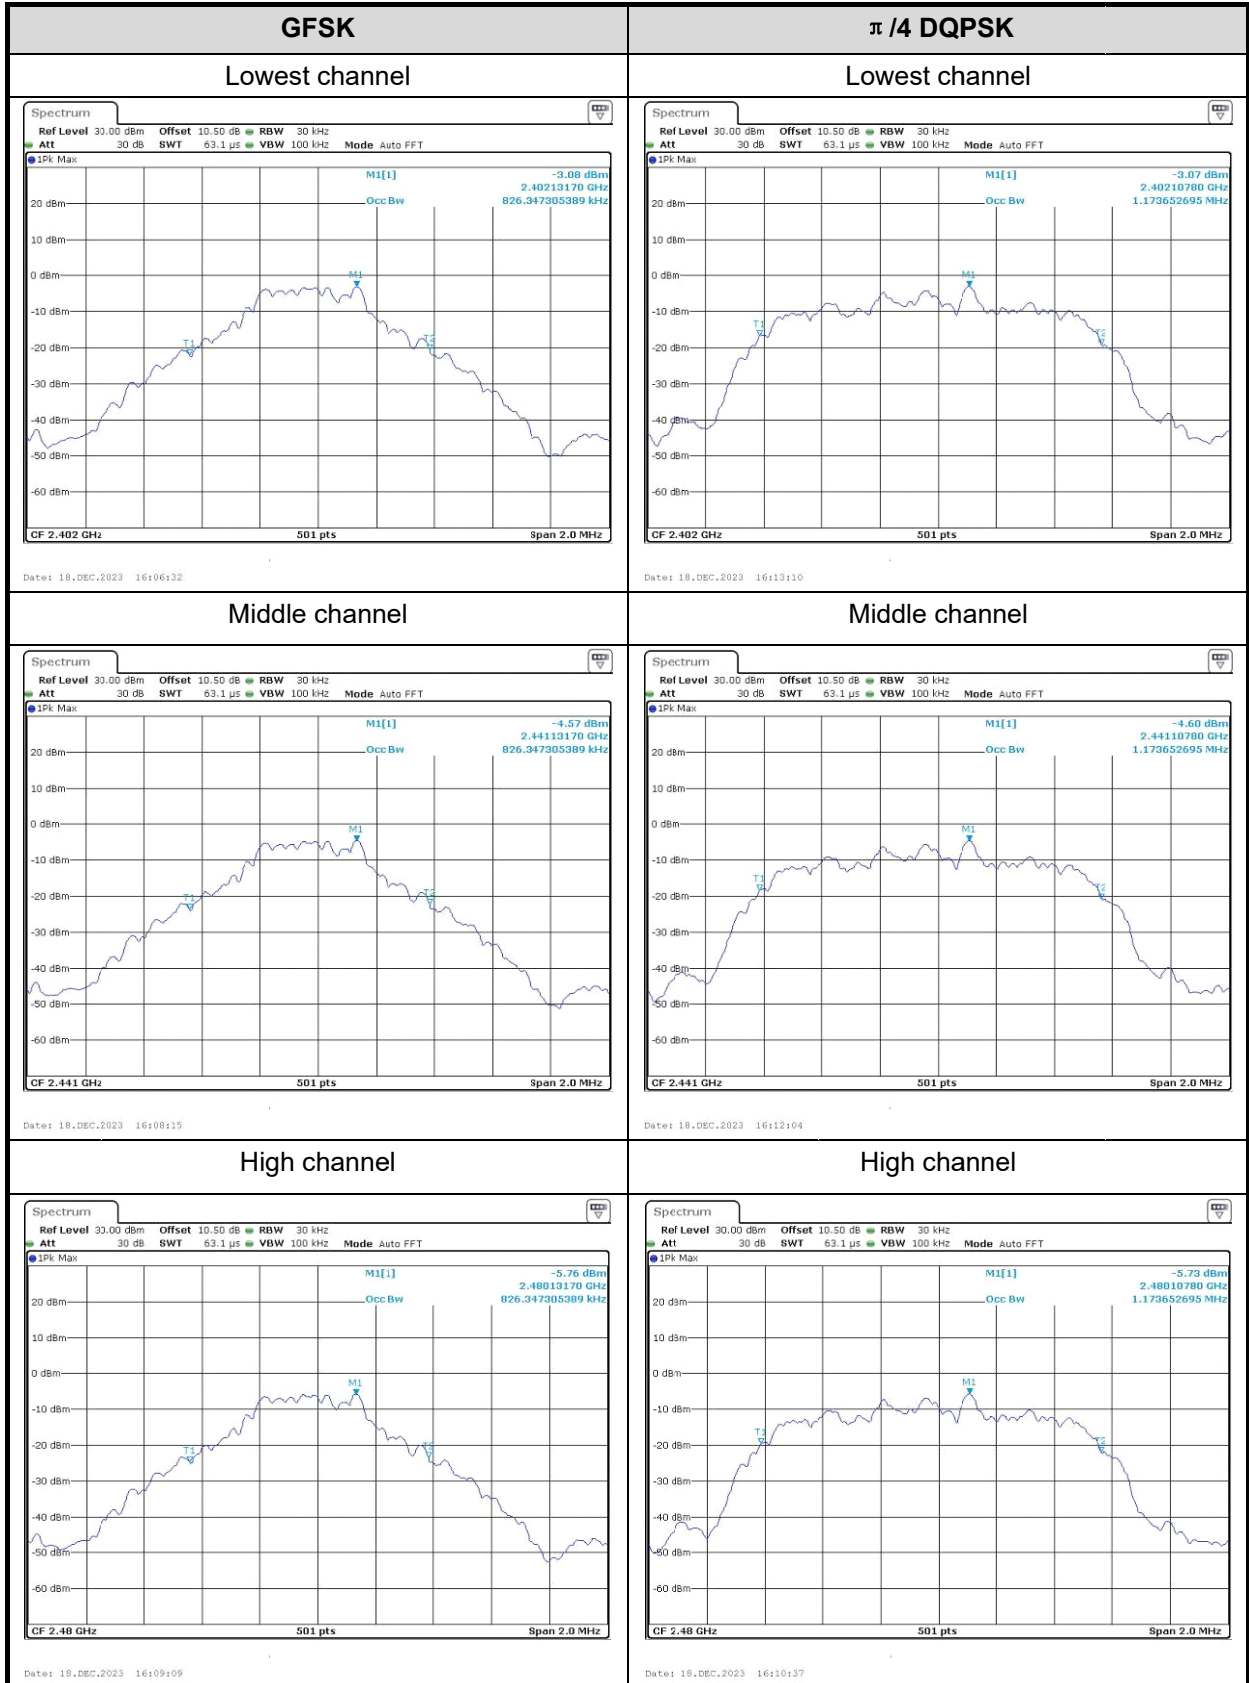 GFSK
π/4 DQPSK
Lowest channel
Lowest channel
Spectrum
Ref Level 30.00 dBm Offset 10.50 dB RBW 30 kHz
Att 30 dB SWT 63.1 µs VBW 100 kHz Mode Auto FFT
1Pk Max
M1[1] -3.08 dBm
2.40213170 GHz
Occ Bw 826.347305389 kHz
20 dBm
10 dBm
0 dBm
M1
-10 dBm
T1
T2
-20 dBm
-30 dBm
-40 dBm
-50 dBm
-60 dBm
CF 2.402 GHz 501 pts Span 2.0 MHz
Date: 18.DEC.2023 16:06:32
Spectrum
Ref Level 30.00 dBm Offset 10.50 dB RBW 30 kHz
Att 30 dB SWT 63.1 µs VBW 100 kHz Mode Auto FFT
1Pk Max
M1[1] -3.07 dBm
2.40210780 GHz
Occ Bw 1.173652695 MHz
20 dBm
10 dBm
0 dBm
M1
-10 dBm
T1
T2
-20 dBm
-30 dBm
-40 dBm
-50 dBm
-60 dBm
CF 2.402 GHz 501 pts Span 2.0 MHz
Date: 18.DEC.2023 16:13:10
Middle channel
Middle channel
Spectrum
Ref Level 30.00 dBm Offset 10.50 dB RBW 30 kHz
Att 30 dB SWT 63.1 µs VBW 100 kHz Mode Auto FFT
1Pk Max
M1[1] -4.57 dBm
2.44113170 GHz
Occ Bw 826.347305389 kHz
20 dBm
10 dBm
0 dBm
M1
-10 dBm
T1
T2
-20 dBm
-30 dBm
-40 dBm
-50 dBm
-60 dBm
CF 2.441 GHz 501 pts Span 2.0 MHz
Date: 18.DEC.2023 16:08:15
Spectrum
Ref Level 30.00 dBm Offset 10.50 dB RBW 30 kHz
Att 30 dB SWT 63.1 µs VBW 100 kHz Mode Auto FFT
1Pk Max
M1[1] -4.60 dBm
2.44110780 GHz
Occ Bw 1.173652695 MHz
20 dBm
10 dBm
0 dBm
M1
-10 dBm
T1
T2
-20 dBm
-30 dBm
-40 dBm
-50 dBm
-60 dBm
CF 2.441 GHz 501 pts Span 2.0 MHz
Date: 18.DEC.2023 16:12:04
High channel
High channel
Spectrum
Ref Level 30.00 dBm Offset 10.50 dB RBW 30 kHz
Att 30 dB SWT 63.1 µs VBW 100 kHz Mode Auto FFT
1Pk Max
M1[1] -5.76 dBm
2.48013170 GHz
Occ Bw 826.347305389 kHz
20 dBm
10 dBm
0 dBm
M1
-10 dBm
T1
T2
-20 dBm
-30 dBm
-40 dBm
-50 dBm
-60 dBm
CF 2.48 GHz 501 pts Span 2.0 MHz
Date: 18.DEC.2023 16:09:09
Spectrum
Ref Level 30.00 dBm Offset 10.50 dB RBW 30 kHz
Att 30 dB SWT 63.1 µs VBW 100 kHz Mode Auto FFT
1Pk Max
M1[1] -5.73 dBm
2.48010780 GHz
Occ Bw 1.173652695 MHz
20 dBm
10 dBm
0 dBm
M1
-10 dBm
T1
T2
-20 dBm
-30 dBm
-40 dBm
-50 dBm
-60 dBm
CF 2.48 GHz 501 pts Span 2.0 MHz
Date: 18.DEC.2023 16:10:37